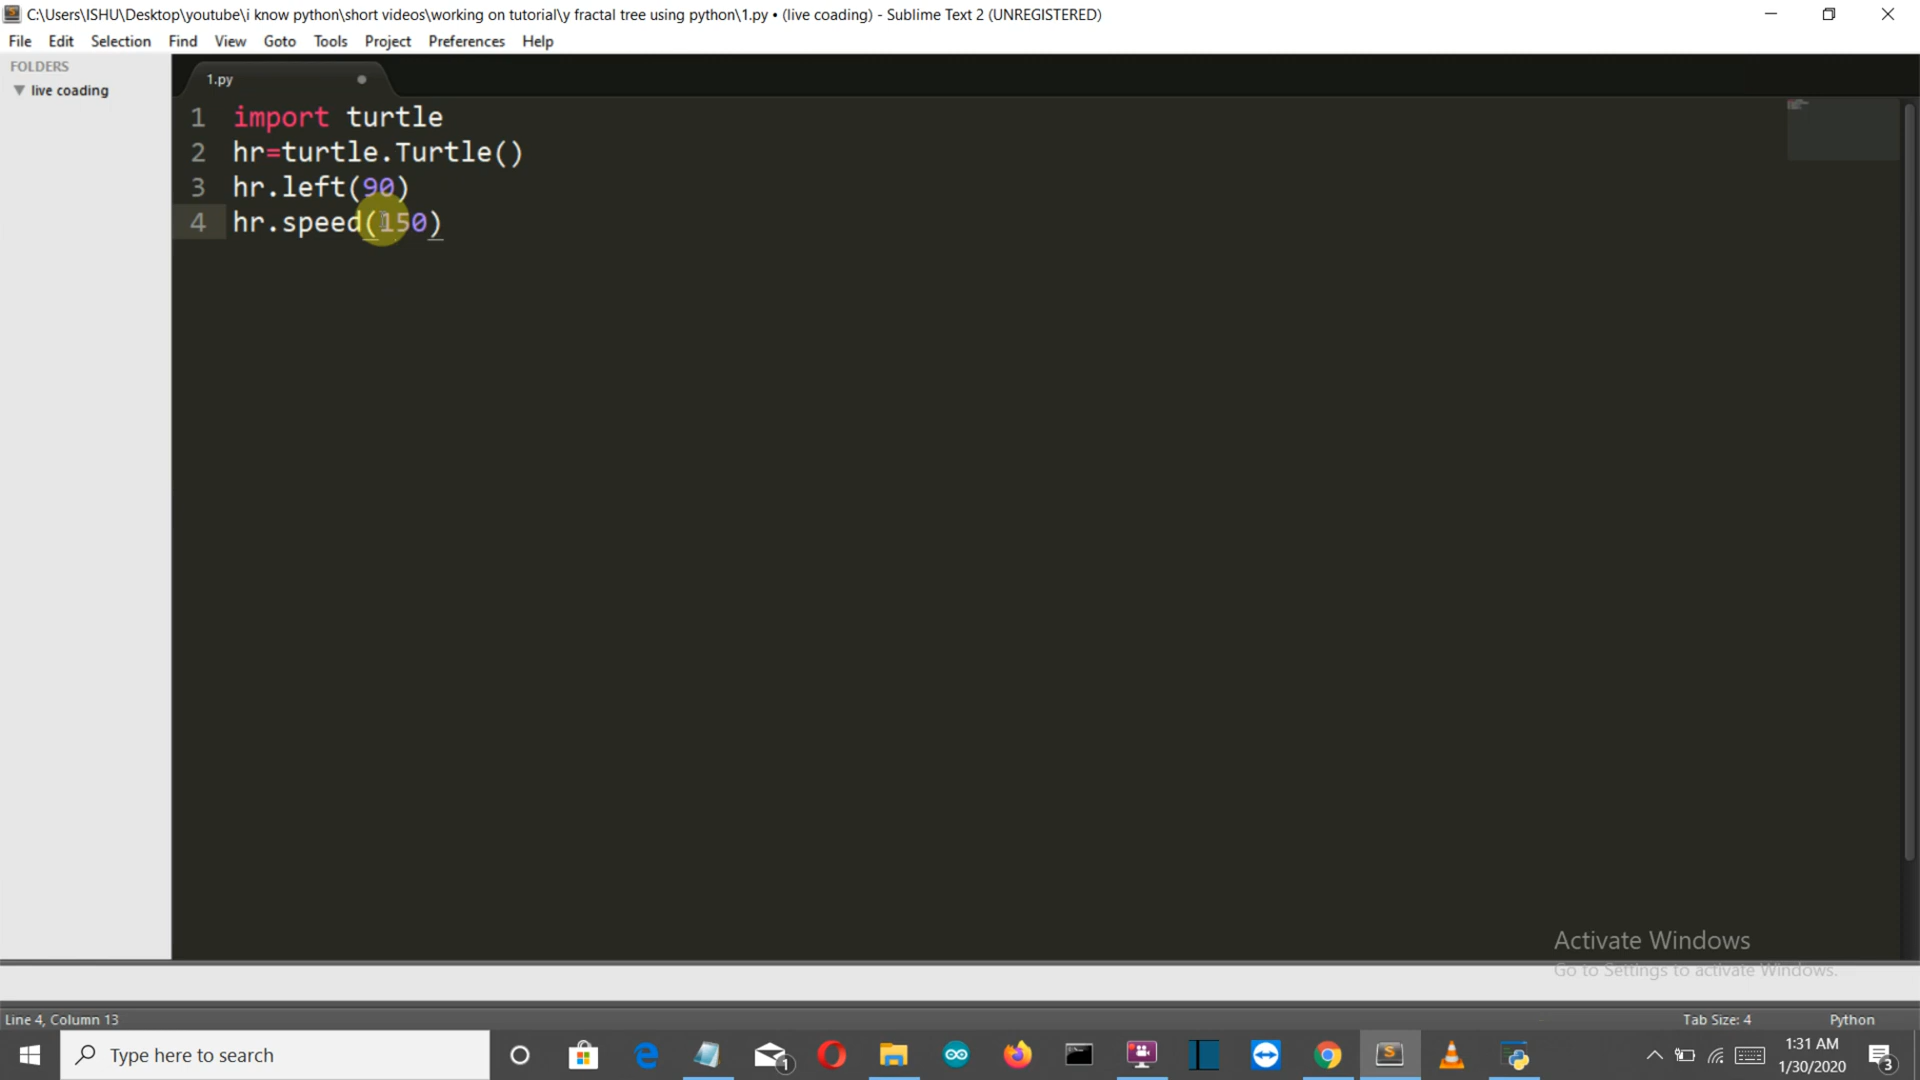 C:\Users\ISHU\Desktop\youtube\i know python\short videos\working on tutorial\y fractal tree using python\1.py • (live coading) - Sublime Text 2 (UNREGISTERED)
File Edit Selection Find View Goto Tools Project Preferences Help
FOLDERS
live coading
1.py
1 import turtle
2 hr=turtle.Turtle()
3 hr.left(90)
4 hr.speed(150)
Activate Windows
Go to Settings to activate Windows.
Line 4, Column 13
Tab Size: 4
Python
Type here to search
1
1:31 AM
1/30/2020
3